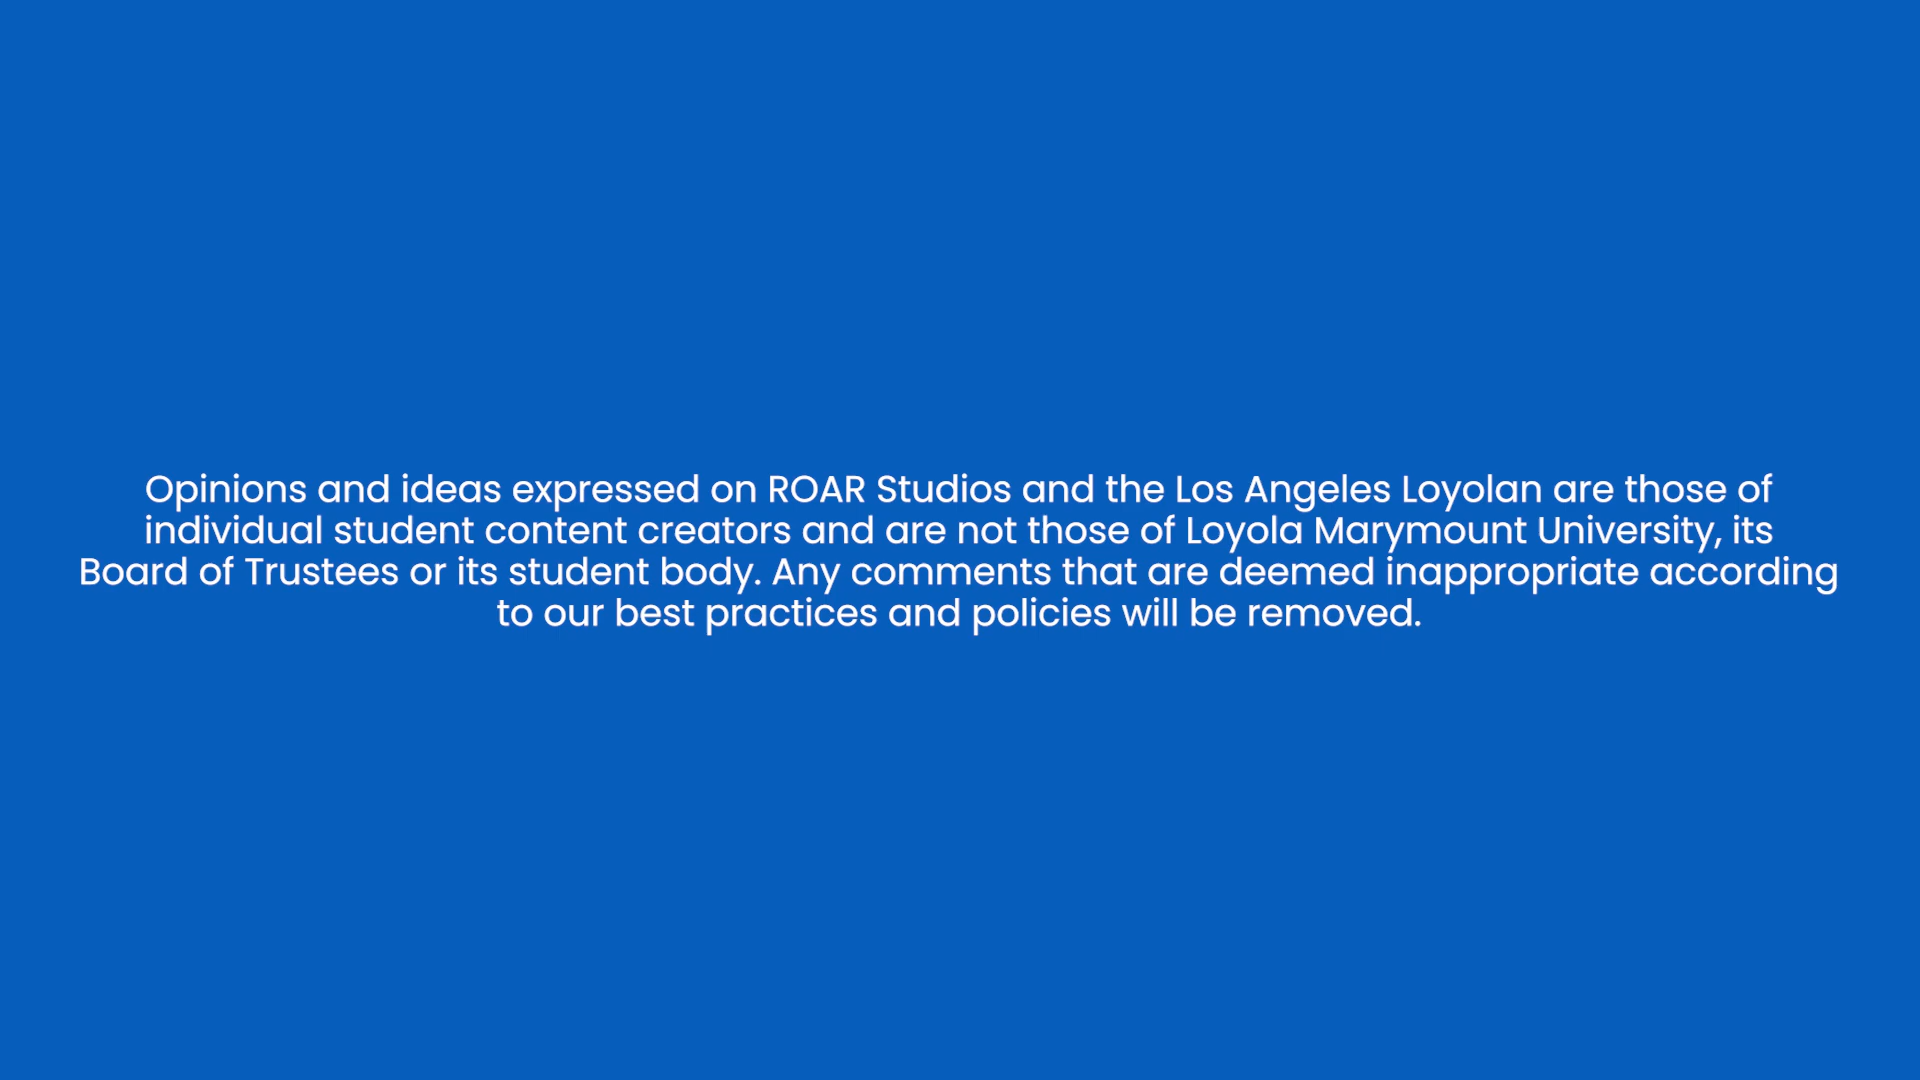 Opinions and ideas expressed on ROAR Studios and the Los Angeles Loyolan are those of
individual student content creators and are not those of Loyola Marymount University, its
Board of Trustees or its student body. Any comments that are deemed inappropriate according
to our best practices and policies will be removed.